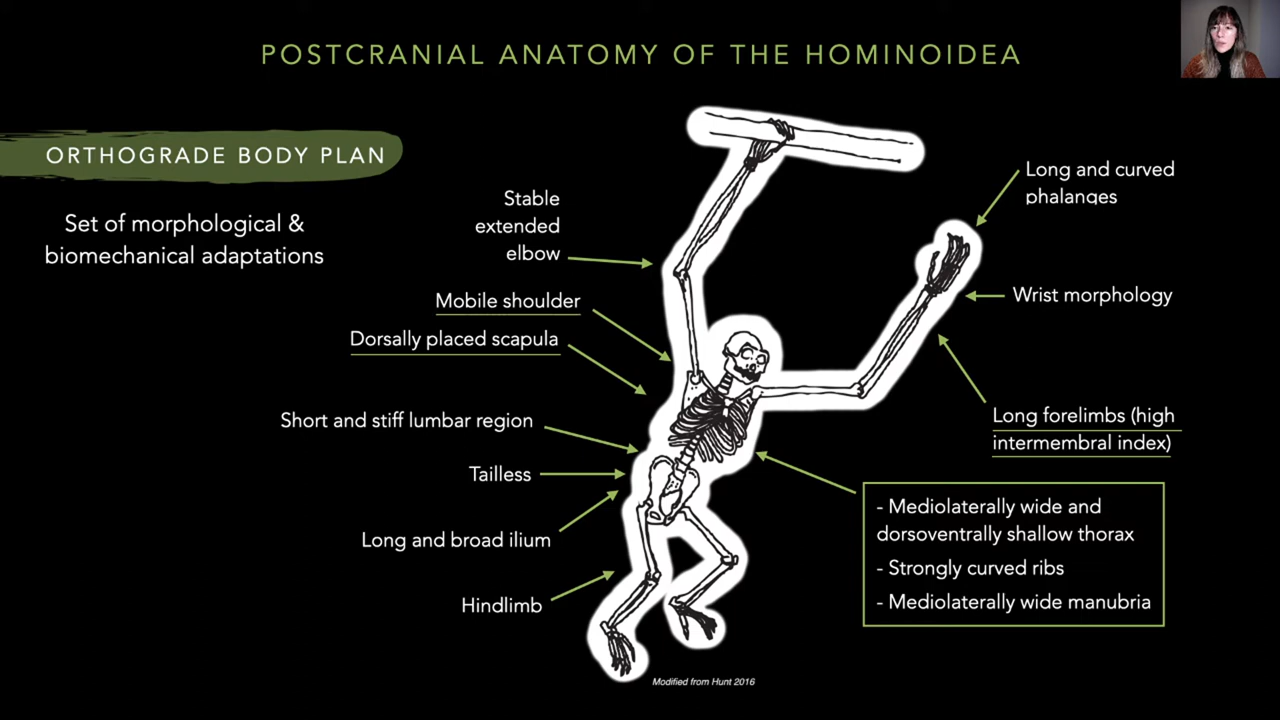 POSTCRANIAL ANATOMY OF THE HOMINOIDEA
ORTHOGRADE BODY PLAN
Set of morphological &
biomechanical adaptations
Stable
extended
elbow
Mobile shoulder
Dorsally placed scapula
Short and stiff lumbar region
Tailless
Long and broad ilium
Hindlimb
Long and curved
phalanges
Wrist morphology
Long forelimbs (high
intermembral index)
- Mediolaterally wide and
dorsoventrally shallow thorax
- Strongly curved ribs
- Mediolaterally wide manubria
Modified from Hunt 2016